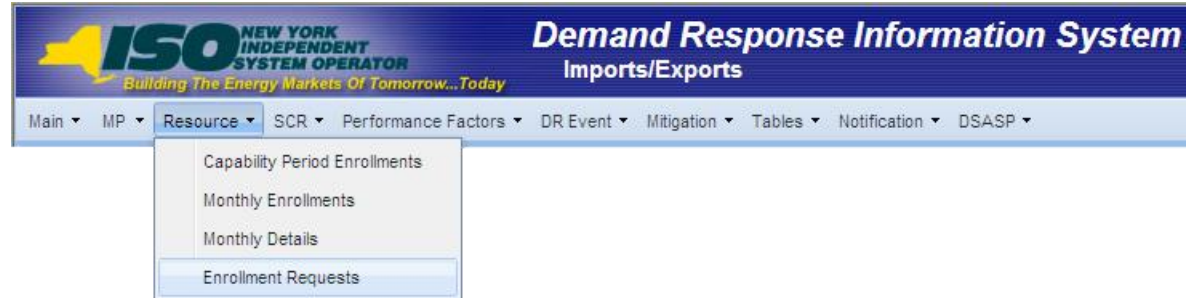 ISO NEW YORK
INDEPENDENT
SYSTEM OPERATOR
Building The Energy Markets Of Tomorrow...Today
Demand Response Information System
Imports/Exports
Main MP Resource SCR Performance Factors DR Event Mitigation Tables Notification DSASP
Capability Period Enrollments
Monthly Enrollments
Monthly Details
Enrollment Requests